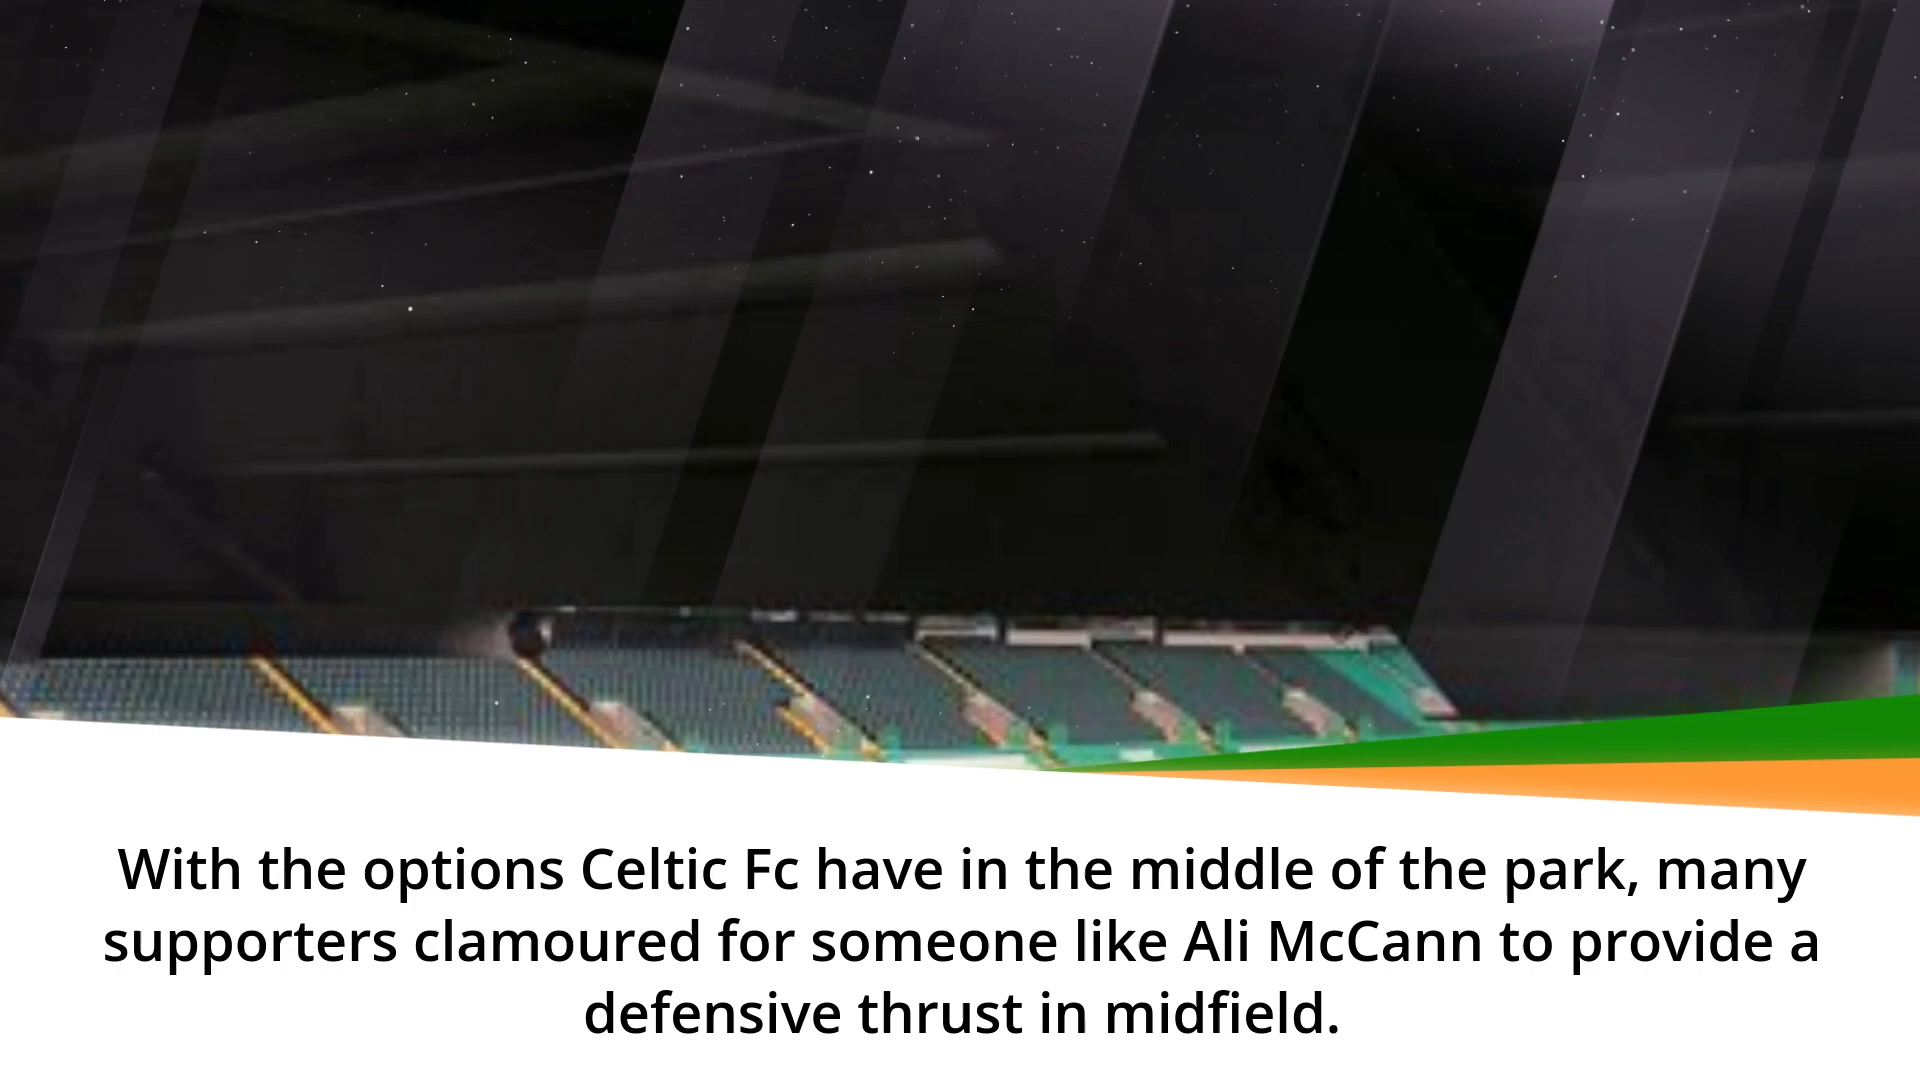 With the options Celtic Fc have in the middle of the park, many
supporters clamoured for someone like Ali McCann to provide a
defensive thrust in midfield.